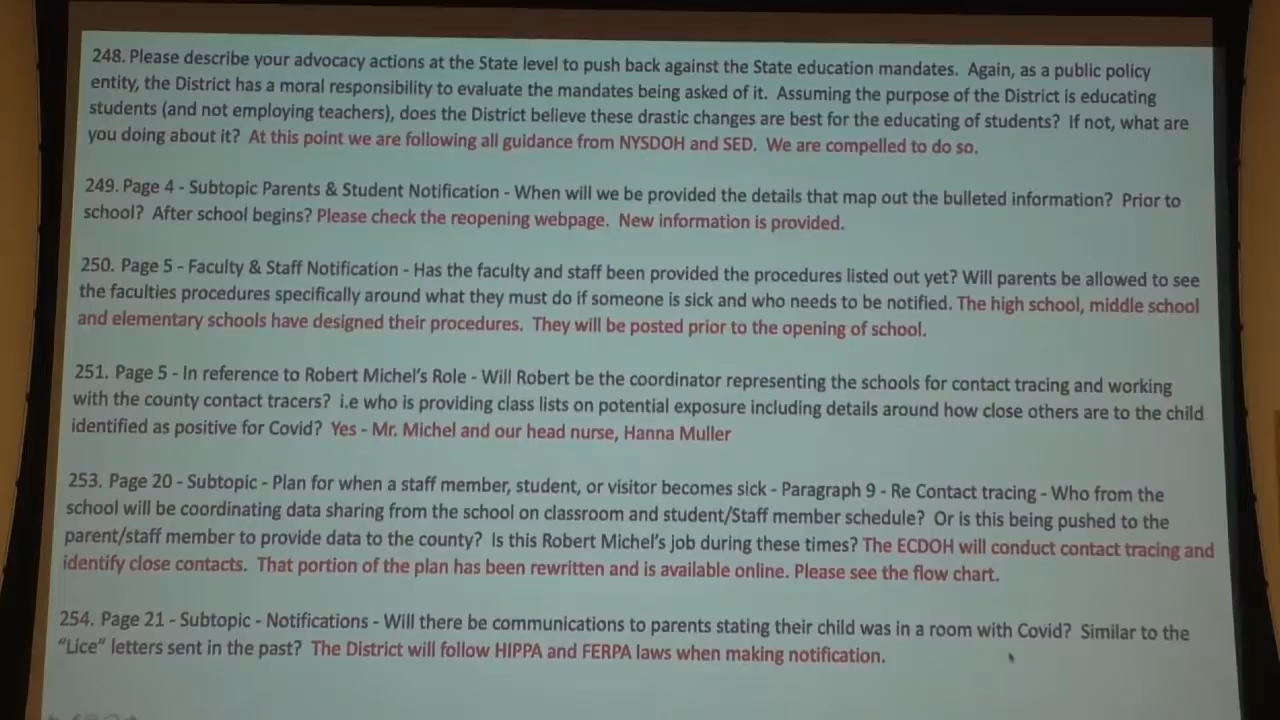 248. Please describe your advocacy actions at the State level to push back against the State education mandates.  Again, as a public policy
entity, the District has a moral responsibility to evaluate the mandates being asked of it.  Assuming the purpose of the District is educating
students (and not employing teachers), does the District believe these drastic changes are best for the educating of students?  If not, what are
you doing about it?  At this point we are following all guidance from NYSDOH and SED.  We are compelled to do so.
249. Page 4 - Subtopic Parents & Student Notification - When will we be provided the details that map out the bulleted information?  Prior to
school?  After school begins? Please check the reopening webpage.  New information is provided.
250. Page 5 - Faculty & Staff Notification - Has the faculty and staff been provided the procedures listed out yet? Will parents be allowed to see
the faculties procedures specifically around what they must do if someone is sick and who needs to be notified. The high school, middle school
and elementary schools have designed their procedures.  They will be posted prior to the opening of school.
251. Page 5 - In reference to Robert Michel's Role - Will Robert be the coordinator representing the schools for contact tracing and working
with the county contact tracers?  i.e who is providing class lists on potential exposure including details around how close others are to the child
identified as positive for Covid?  Yes - Mr. Michel and our head nurse, Hanna Muller
253. Page 20 - Subtopic - Plan for when a staff member, student, or visitor becomes sick - Paragraph 9 - Re Contact tracing - Who from the
school will be coordinating data sharing from the school on classroom and student/Staff member schedule?  Or is this being pushed to the
parent/staff member to provide data to the county?  Is this Robert Michel's job during these times? The ECDOH will conduct contact tracing and
identify close contacts.  That portion of the plan has been rewritten and is available online. Please see the flow chart.
254. Page 21 - Subtopic - Notifications - Will there be communications to parents stating their child was in a room with Covid?  Similar to the
"Lice" letters sent in the past?  The District will follow HIPPA and FERPA laws when making notification.